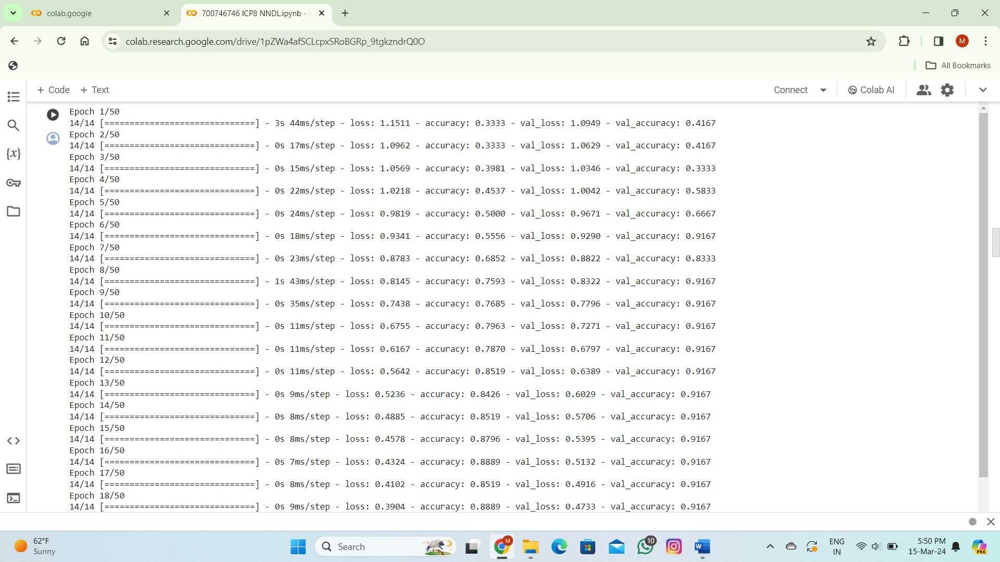 colab.google
700746746 ICP8 NNDL.ipynb -
colab.research.google.com/drive/1pZWa4afSCLcpxSRoBGRp_9tgkzndrQ0O
M
All Bookmarks
+ Code + Text
Connect
Colab AI
{x}
Epoch 1/50
14/14 [==============================] - 3s 44ms/step - loss: 1.1511 - accuracy: 0.3333 - val_loss: 1.0949 - val_accuracy: 0.4167
Epoch 2/50
14/14 [==============================] - 0s 17ms/step - loss: 1.0962 - accuracy: 0.3333 - val_loss: 1.0629 - val_accuracy: 0.4167
Epoch 3/50
14/14 [==============================] - 0s 15ms/step - loss: 1.0569 - accuracy: 0.3981 - val_loss: 1.0346 - val_accuracy: 0.3333
Epoch 4/50
14/14 [==============================] - 0s 22ms/step - loss: 1.0218 - accuracy: 0.4537 - val_loss: 1.0042 - val_accuracy: 0.5833
Epoch 5/50
14/14 [==============================] - 0s 24ms/step - loss: 0.9819 - accuracy: 0.5000 - val_loss: 0.9671 - val_accuracy: 0.6667
Epoch 6/50
14/14 [==============================] - 0s 18ms/step - loss: 0.9341 - accuracy: 0.5556 - val_loss: 0.9290 - val_accuracy: 0.9167
Epoch 7/50
14/14 [==============================] - 0s 23ms/step - loss: 0.8783 - accuracy: 0.6852 - val_loss: 0.8822 - val_accuracy: 0.8333
Epoch 8/50
14/14 [==============================] - 1s 43ms/step - loss: 0.8145 - accuracy: 0.7593 - val_loss: 0.8322 - val_accuracy: 0.9167
Epoch 9/50
14/14 [==============================] - 0s 35ms/step - loss: 0.7438 - accuracy: 0.7685 - val_loss: 0.7796 - val_accuracy: 0.9167
Epoch 10/50
14/14 [==============================] - 0s 11ms/step - loss: 0.6755 - accuracy: 0.7963 - val_loss: 0.7271 - val_accuracy: 0.9167
Epoch 11/50
14/14 [==============================] - 0s 11ms/step - loss: 0.6167 - accuracy: 0.7870 - val_loss: 0.6797 - val_accuracy: 0.9167
Epoch 12/50
14/14 [==============================] - 0s 11ms/step - loss: 0.5642 - accuracy: 0.8519 - val_loss: 0.6389 - val_accuracy: 0.9167
Epoch 13/50
14/14 [==============================] - 0s 9ms/step - loss: 0.5236 - accuracy: 0.8426 - val_loss: 0.6029 - val_accuracy: 0.9167
Epoch 14/50
14/14 [==============================] - 0s 8ms/step - loss: 0.4885 - accuracy: 0.8519 - val_loss: 0.5706 - val_accuracy: 0.9167
Epoch 15/50
14/14 [==============================] - 0s 8ms/step - loss: 0.4578 - accuracy: 0.8796 - val_loss: 0.5395 - val_accuracy: 0.9167
Epoch 16/50
14/14 [==============================] - 0s 7ms/step - loss: 0.4324 - accuracy: 0.8889 - val_loss: 0.5132 - val_accuracy: 0.9167
Epoch 17/50
14/14 [==============================] - 0s 8ms/step - loss: 0.4102 - accuracy: 0.8519 - val_loss: 0.4916 - val_accuracy: 0.9167
Epoch 18/50
14/14 [==============================] - 0s 9ms/step - loss: 0.3904 - accuracy: 0.8889 - val_loss: 0.4733 - val_accuracy: 0.9167
62°F
Sunny
Search
M
10
W
ENG
IN
5:50 PM
15-Mar-24
PRE